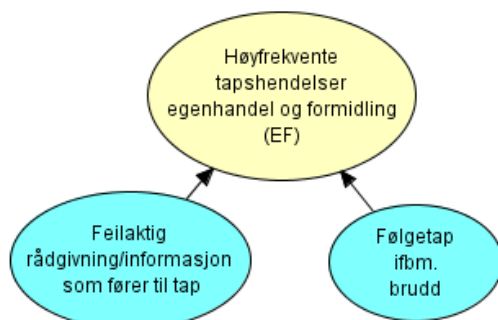 Høyfrekvente
tapshendelser
egenhandel og formidling
(EF)
Feilaktig
rådgivning/informasjon
som fører til tap
Følgetap
ifbm.
brudd